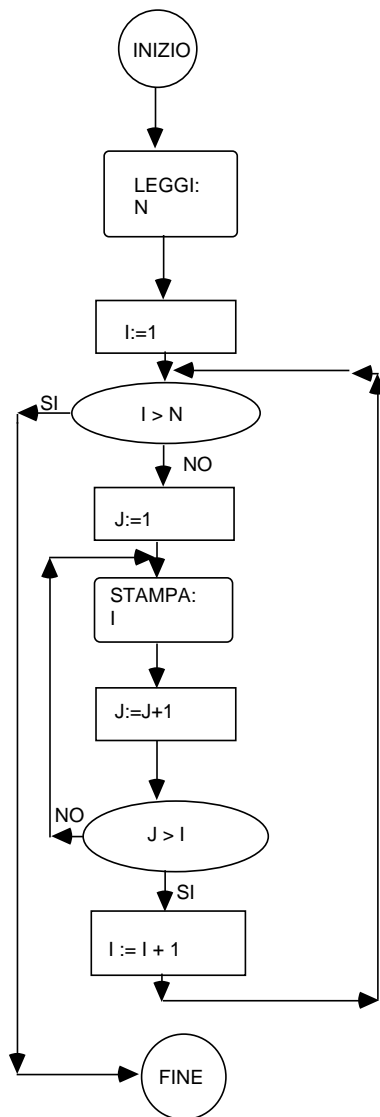 INIZIO
LEGGI:
N
I:=1
I > N
SI
NO
J:=1
STAMPA:
I
J:=J+1
J > I
NO
SI
I := I + 1
FINE